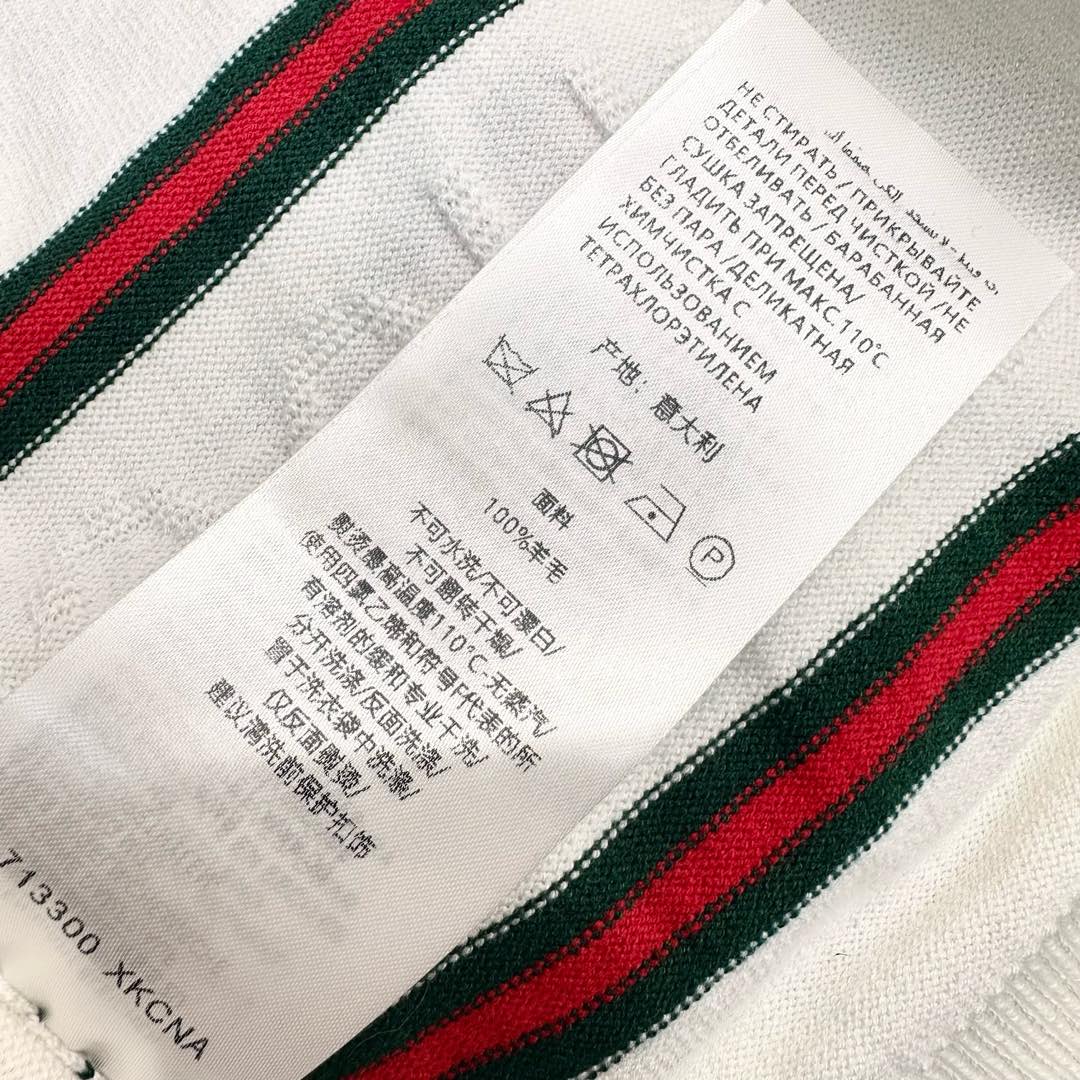 НЕ СТИРАТЬ / ПРИКРЫВАЙТЕ
ДЕТАЛИ ПЕРЕД ЧИСТКОЙ /НЕ
ОТБЕЛИВАТЬ / БАРАБАННАЯ
СУШКА ЗАПРЕЩЕНА/
ГЛАДИТЬ ПРИ МАКС.110°C
БЕЗ ПАРА /ДЕЛИКАТНАЯ
ХИМЧИСТКА С
ИСПОЛЬЗОВАНИЕМ
ТЕТРАХЛОРЭТИЛЕНА
产地：意大利
P
面料
100%羊毛
不可水洗/不可漂白/
不可翻转干燥/
熨烫最高温度110°C-无蒸汽/
使用四氯乙烯和符号F代表的所
有溶剂的缓和专业干洗/
分开洗涤/反面洗涤/
置于洗衣袋中洗涤/
仅反面熨烫/
建议清洗前保护扣饰
713300 XKCNA